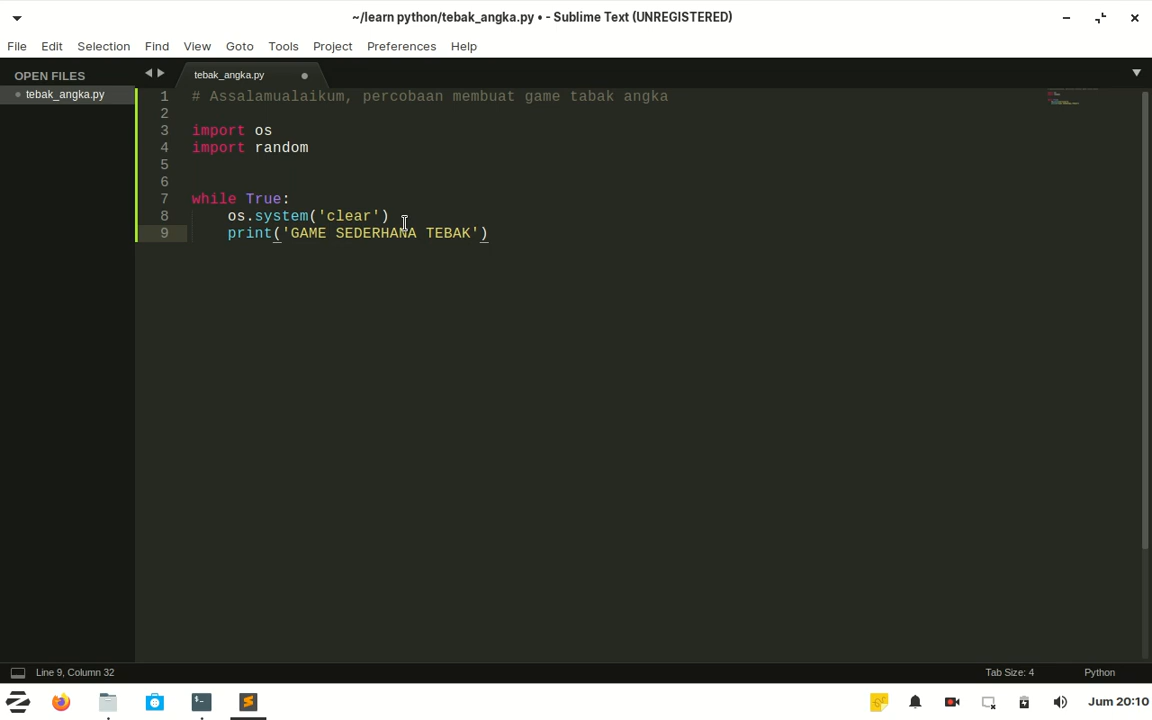 ~/learn python/tebak_angka.py • - Sublime Text (UNREGISTERED)
File Edit Selection Find View Goto Tools Project Preferences Help
OPEN FILES
tebak_angka.py
tebak_angka.py
1 # Assalamualaikum, percobaan membuat game tabak angka
2
3 import os
4 import random
5
6
7 while True:
8 os.system('clear')
9 print('GAME SEDERHANA TEBAK')
Line 9, Column 32
Tab Size: 4
Python
Jum 20:10